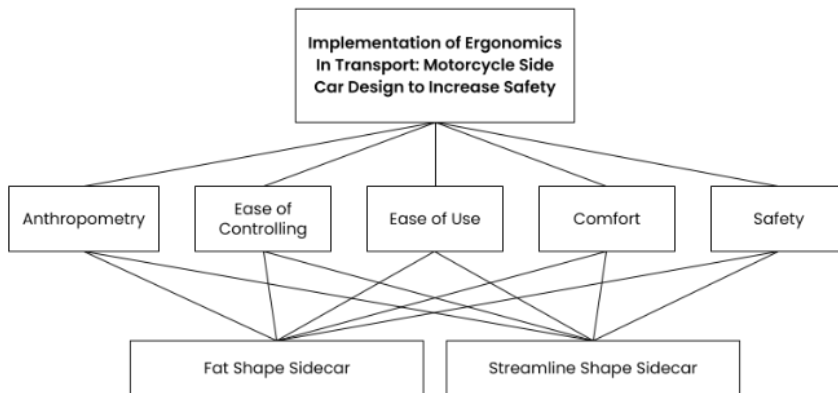 Implementation of Ergonomics
In Transport: Motorcycle Side
Car Design to Increase Safety
Anthropometry
Ease of
Controlling
Ease of Use
Comfort
Safety
Fat Shape Sidecar
Streamline Shape Sidecar